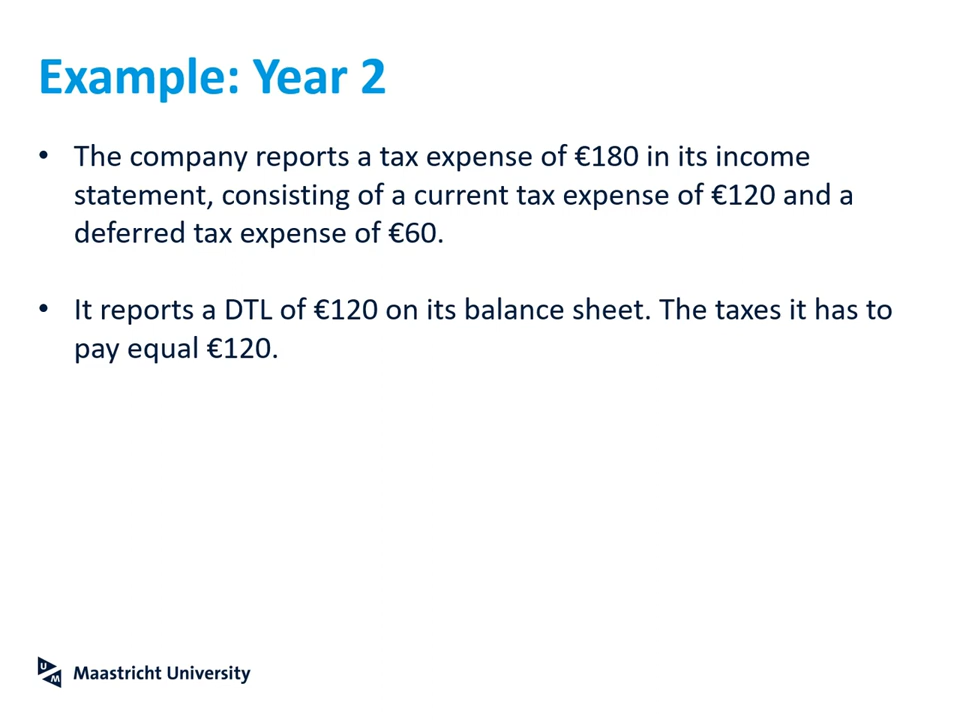 Example: Year 2
• The company reports a tax expense of €180 in its income
statement, consisting of a current tax expense of €120 and a
deferred tax expense of €60.
• It reports a DTL of €120 on its balance sheet. The taxes it has to
pay equal €120.
U
M
Maastricht University